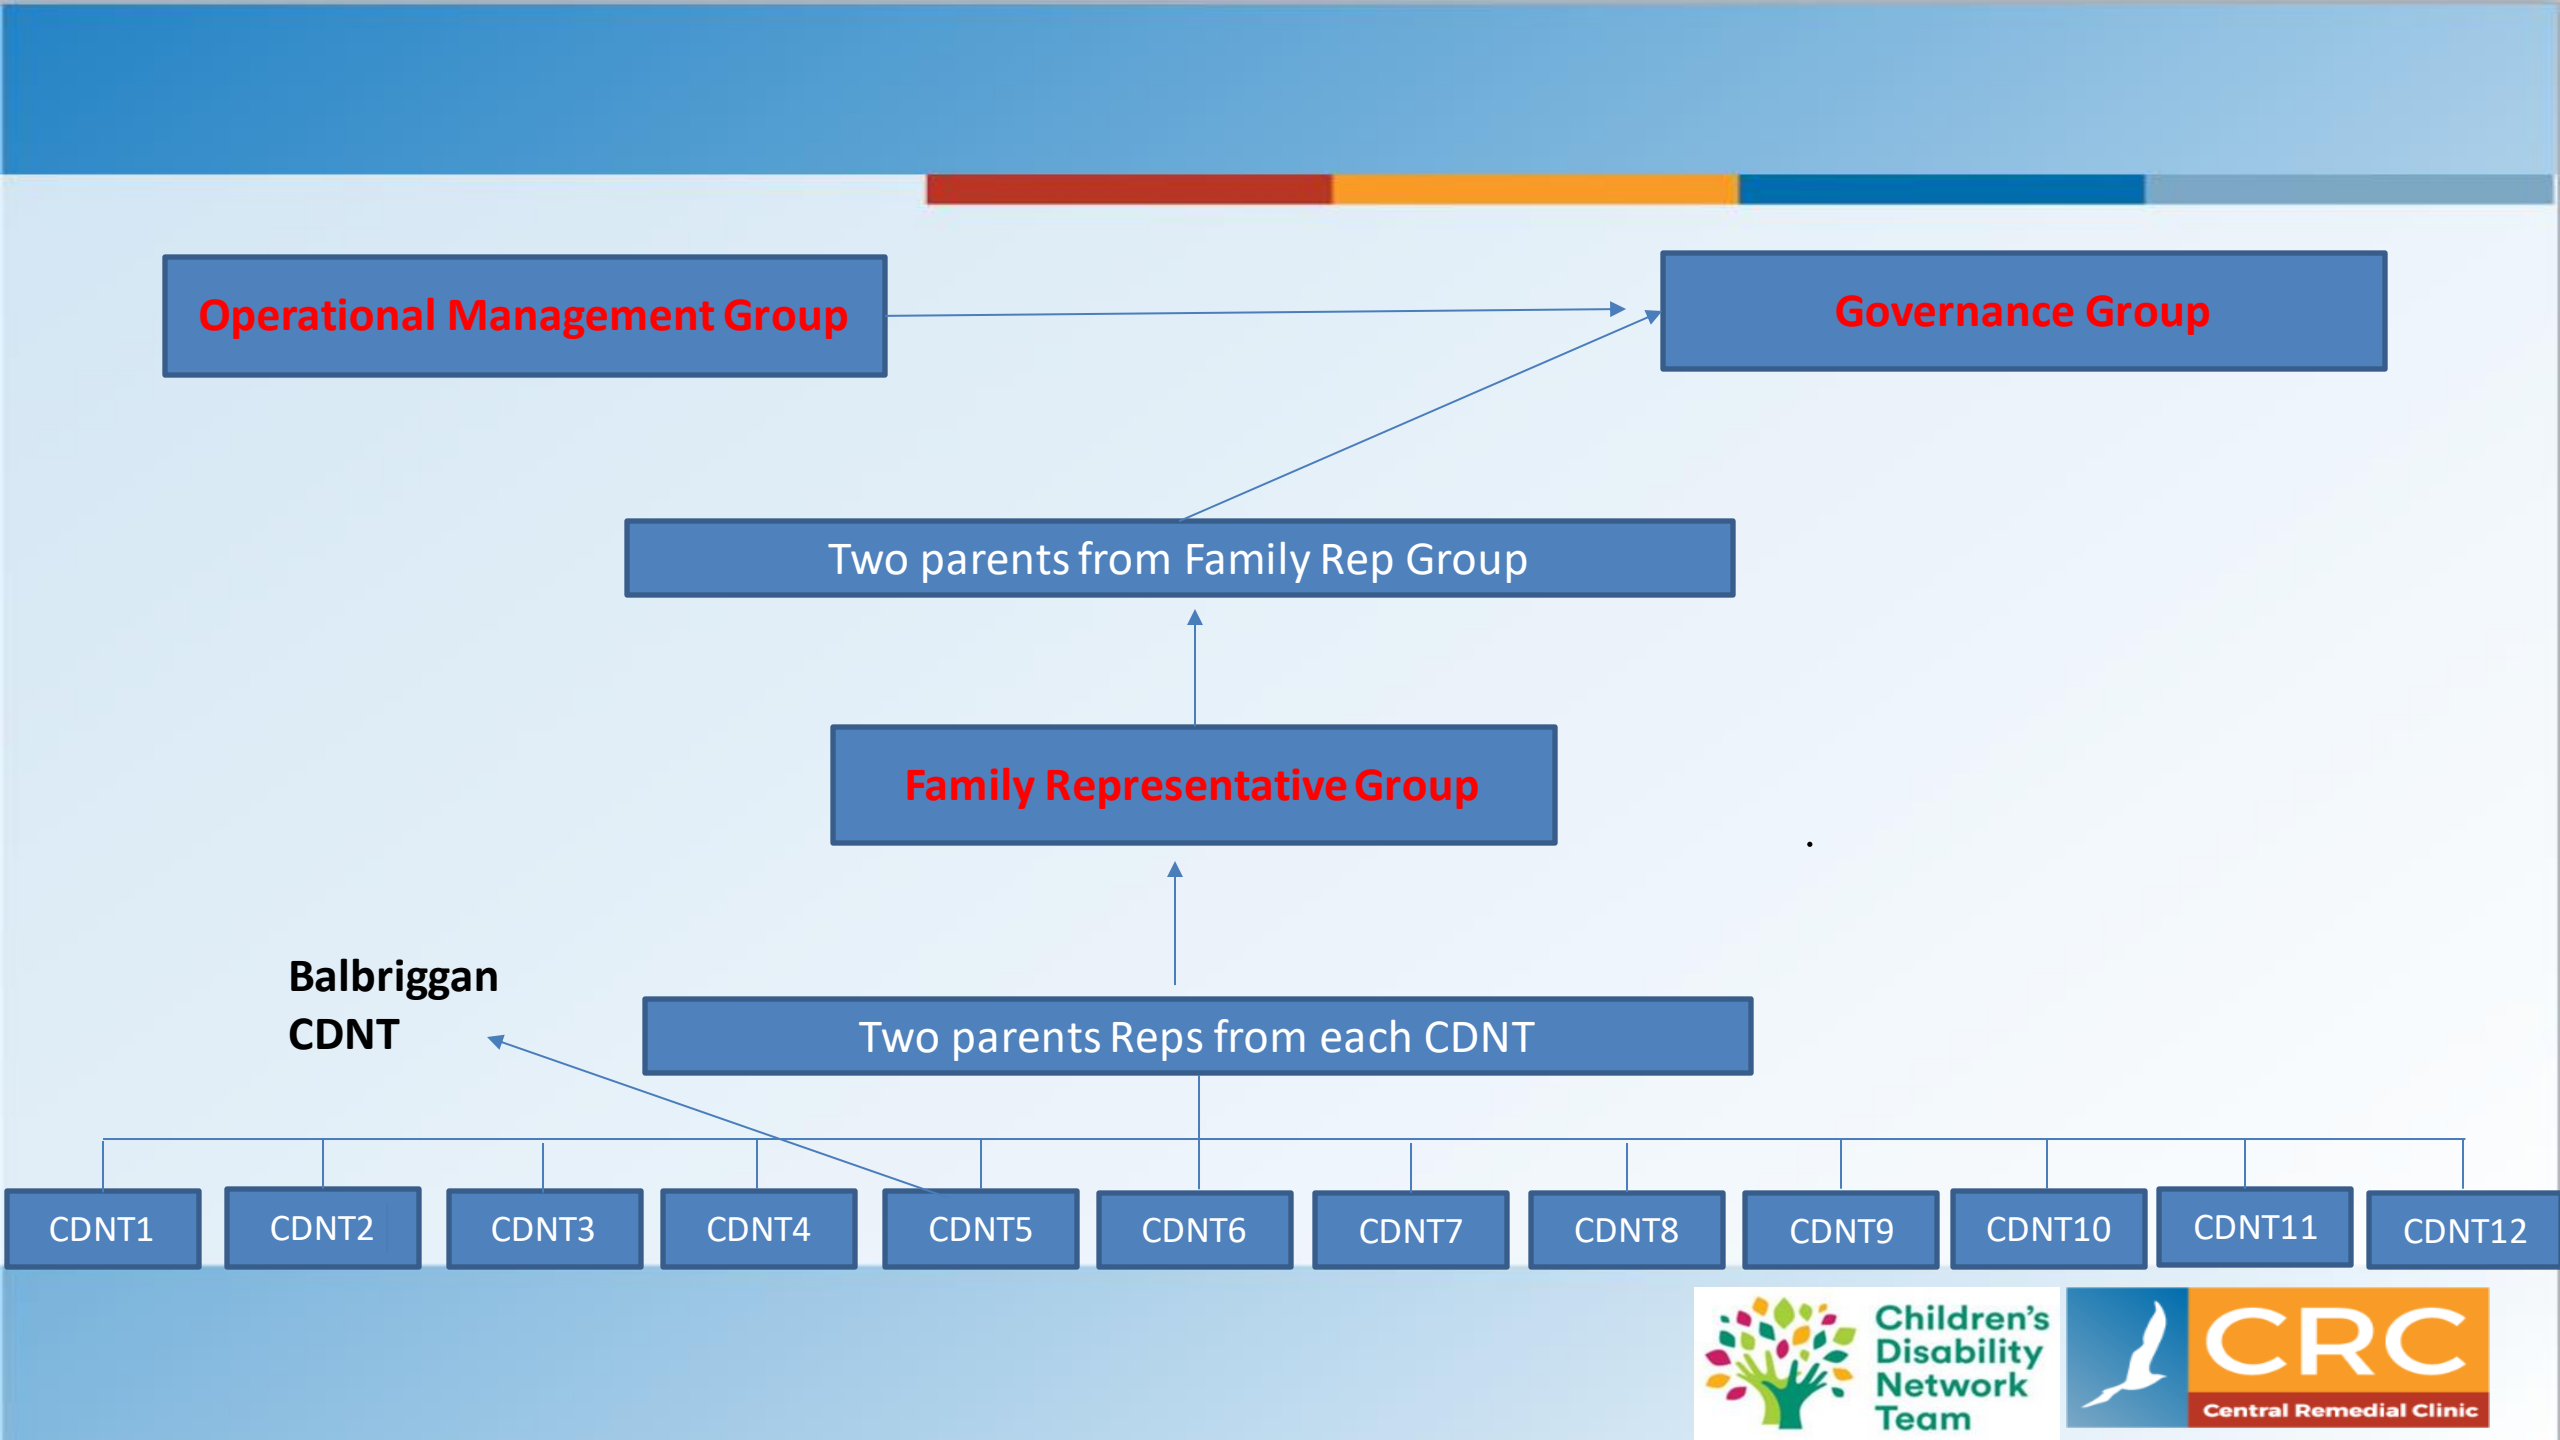 Operational Management Group
Governance Group
Two parents from Family Rep Group
Family Representative Group
.
Balbriggan
CDNT
Two parents Reps from each CDNT
CDNT1
CDNT2
CDNT3
CDNT4
CDNT5
CDNT6
CDNT7
CDNT8
CDNT9
CDNT10
CDNT11
CDNT12
Children's
Disability
Network
Team
CRC
Central Remedial Clinic